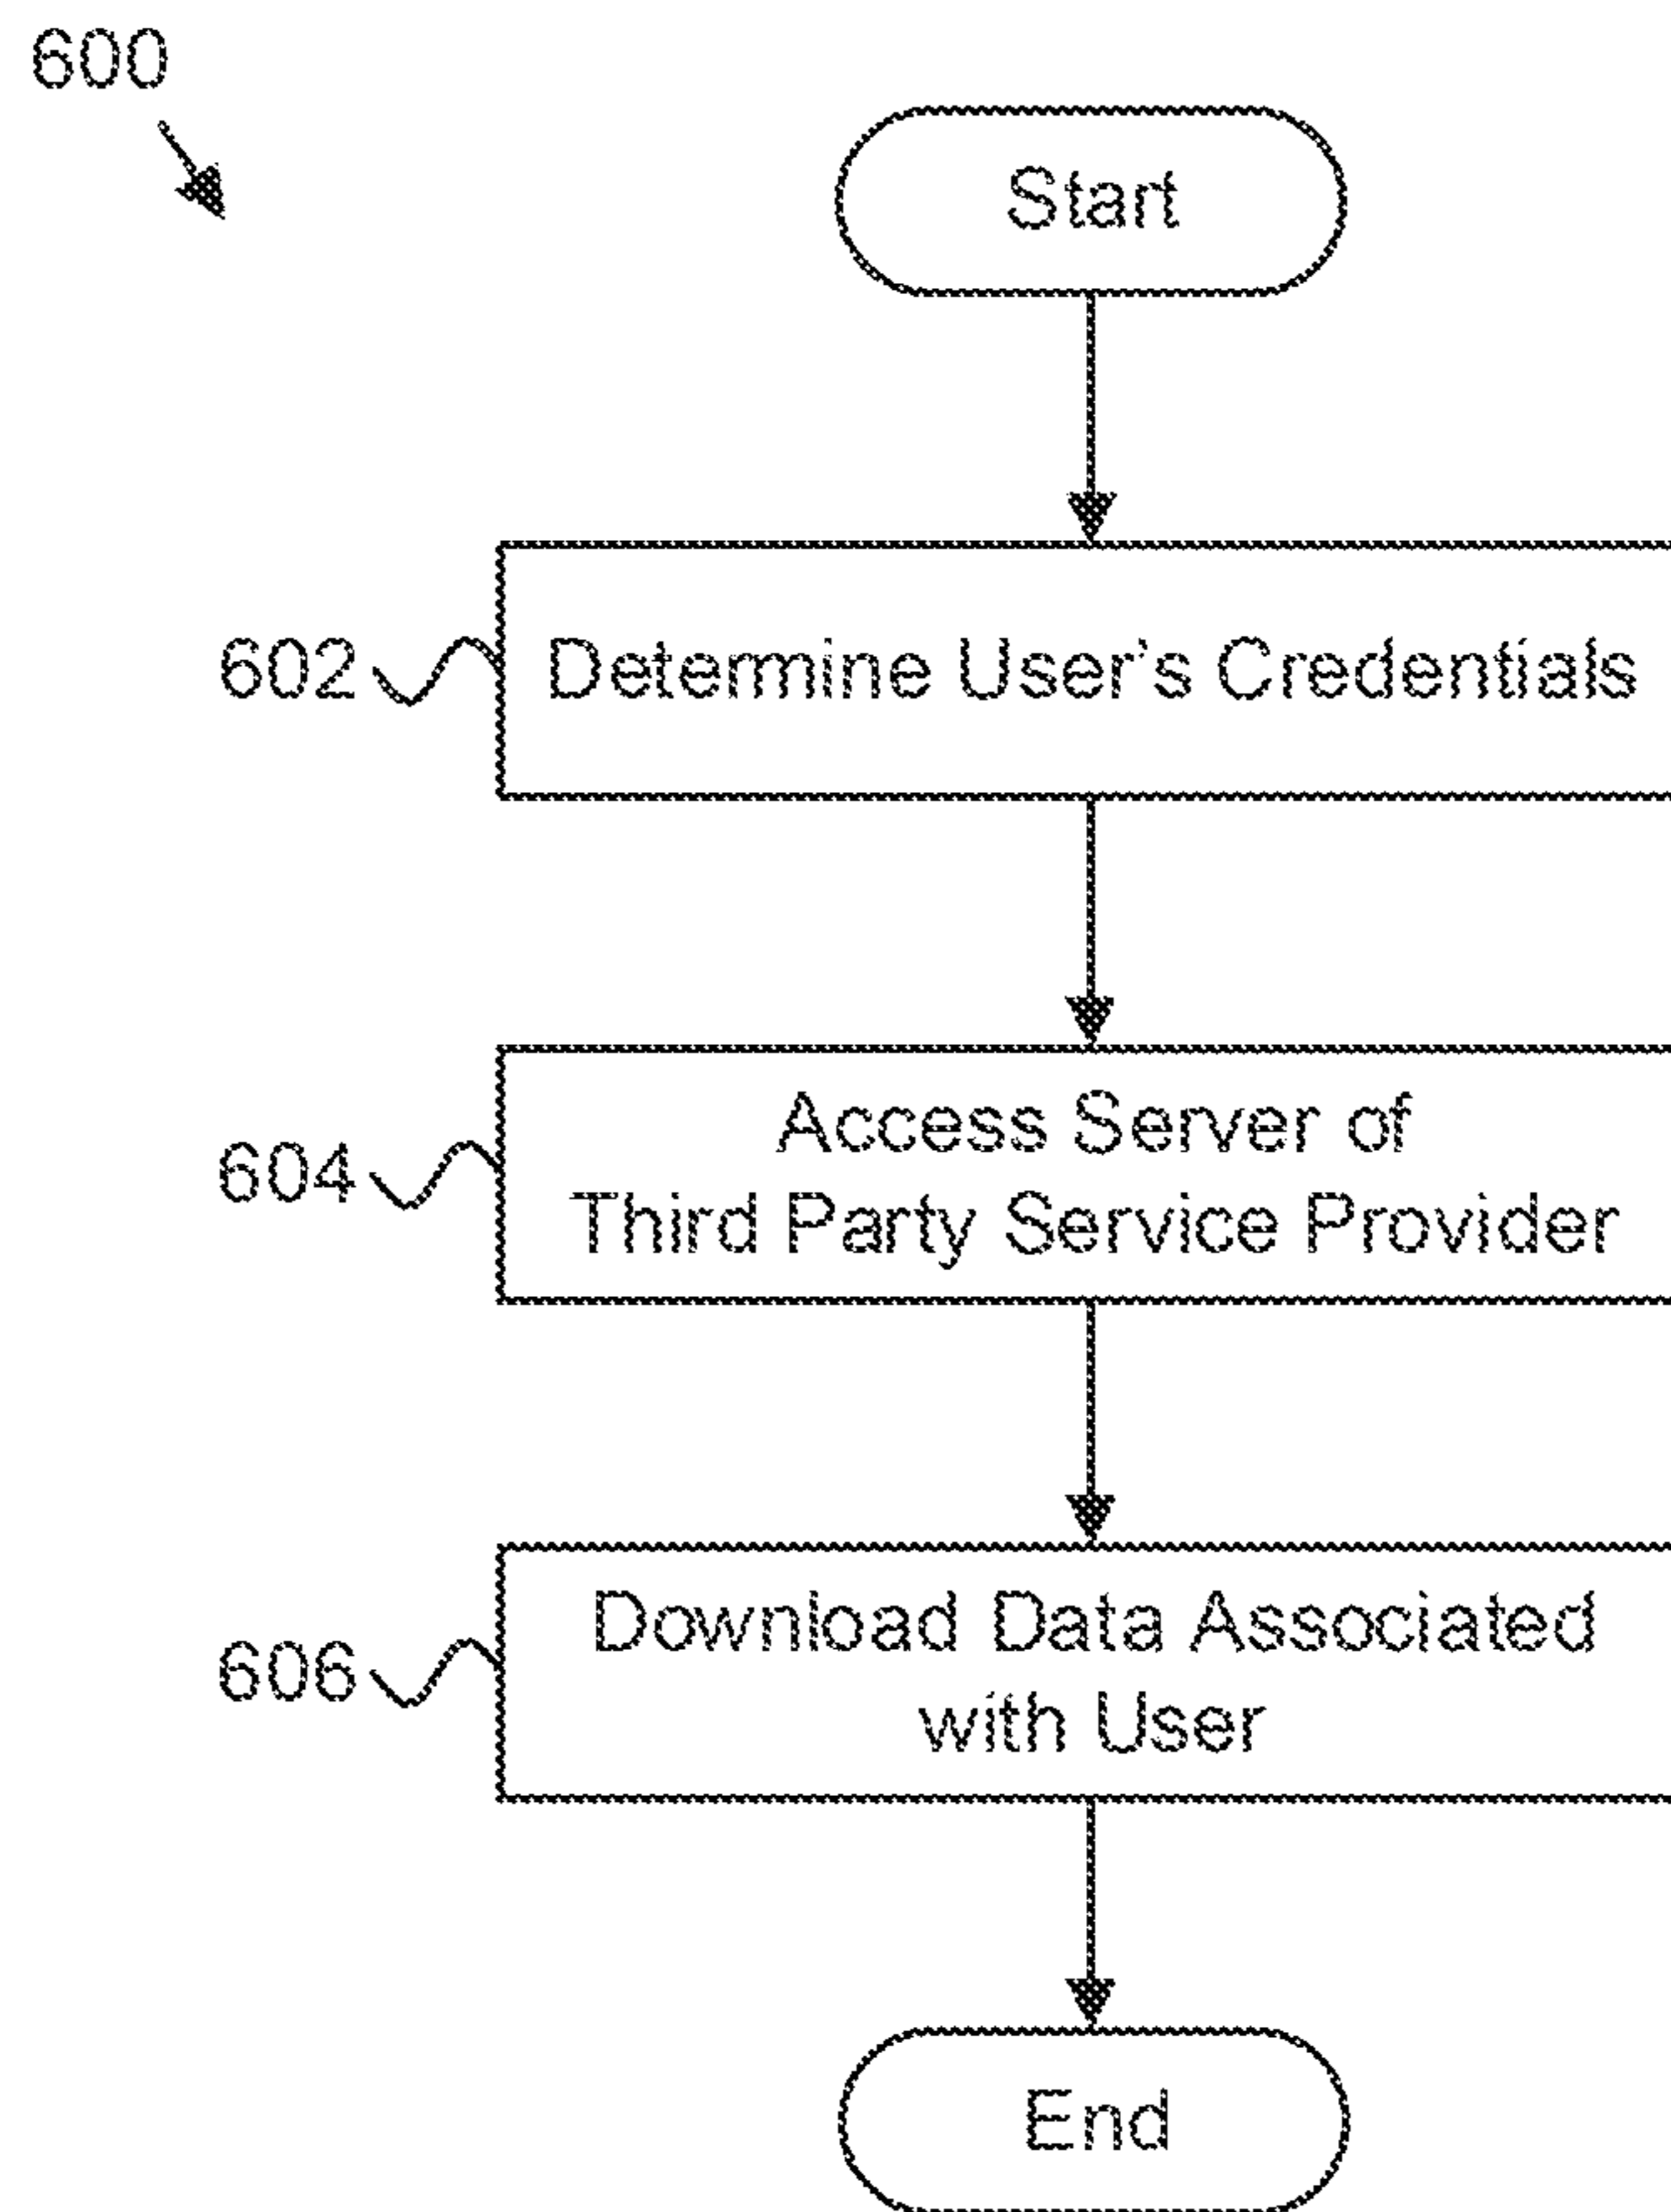 600
Start
602 Determine User's Credentials
Access Server of
604
Third Party Service Provider
Download Data Associated
606
with User
End